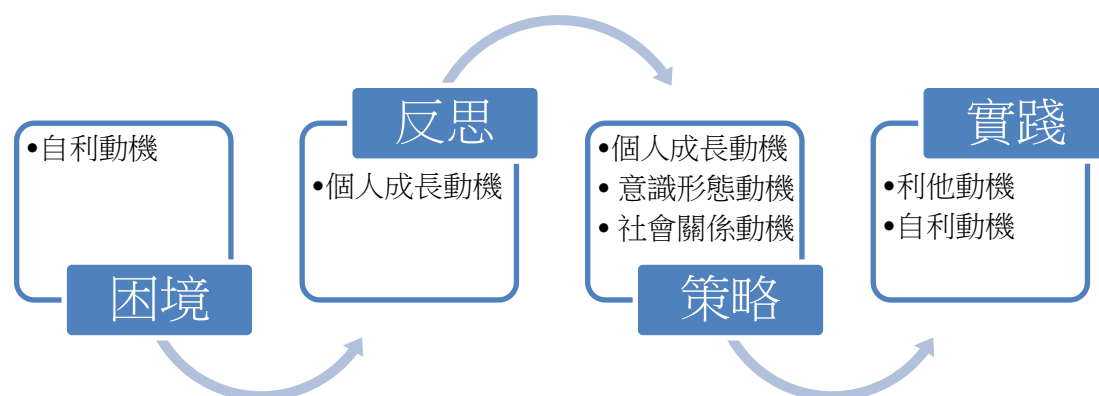 •自利動機
困境
反思
•個人成長動機
•個人成長動機
• 意識形態動機
• 社會關係動機
策略
實踐
•利他動機
•自利動機